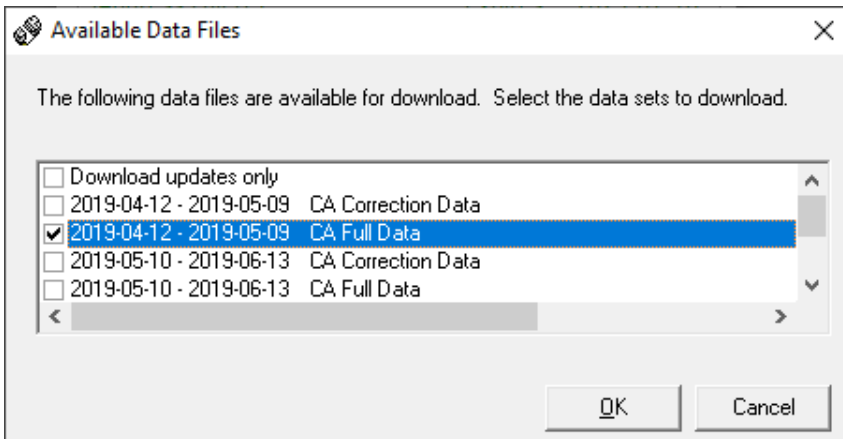 Available Data Files
The following data files are available for download.  Select the data sets to download.
Download updates only
2019-04-12 - 2019-05-09   CA Correction Data
2019-04-12 - 2019-05-09   CA Full Data
2019-05-10 - 2019-06-13   CA Correction Data
2019-05-10 - 2019-06-13   CA Full Data
OK
Cancel